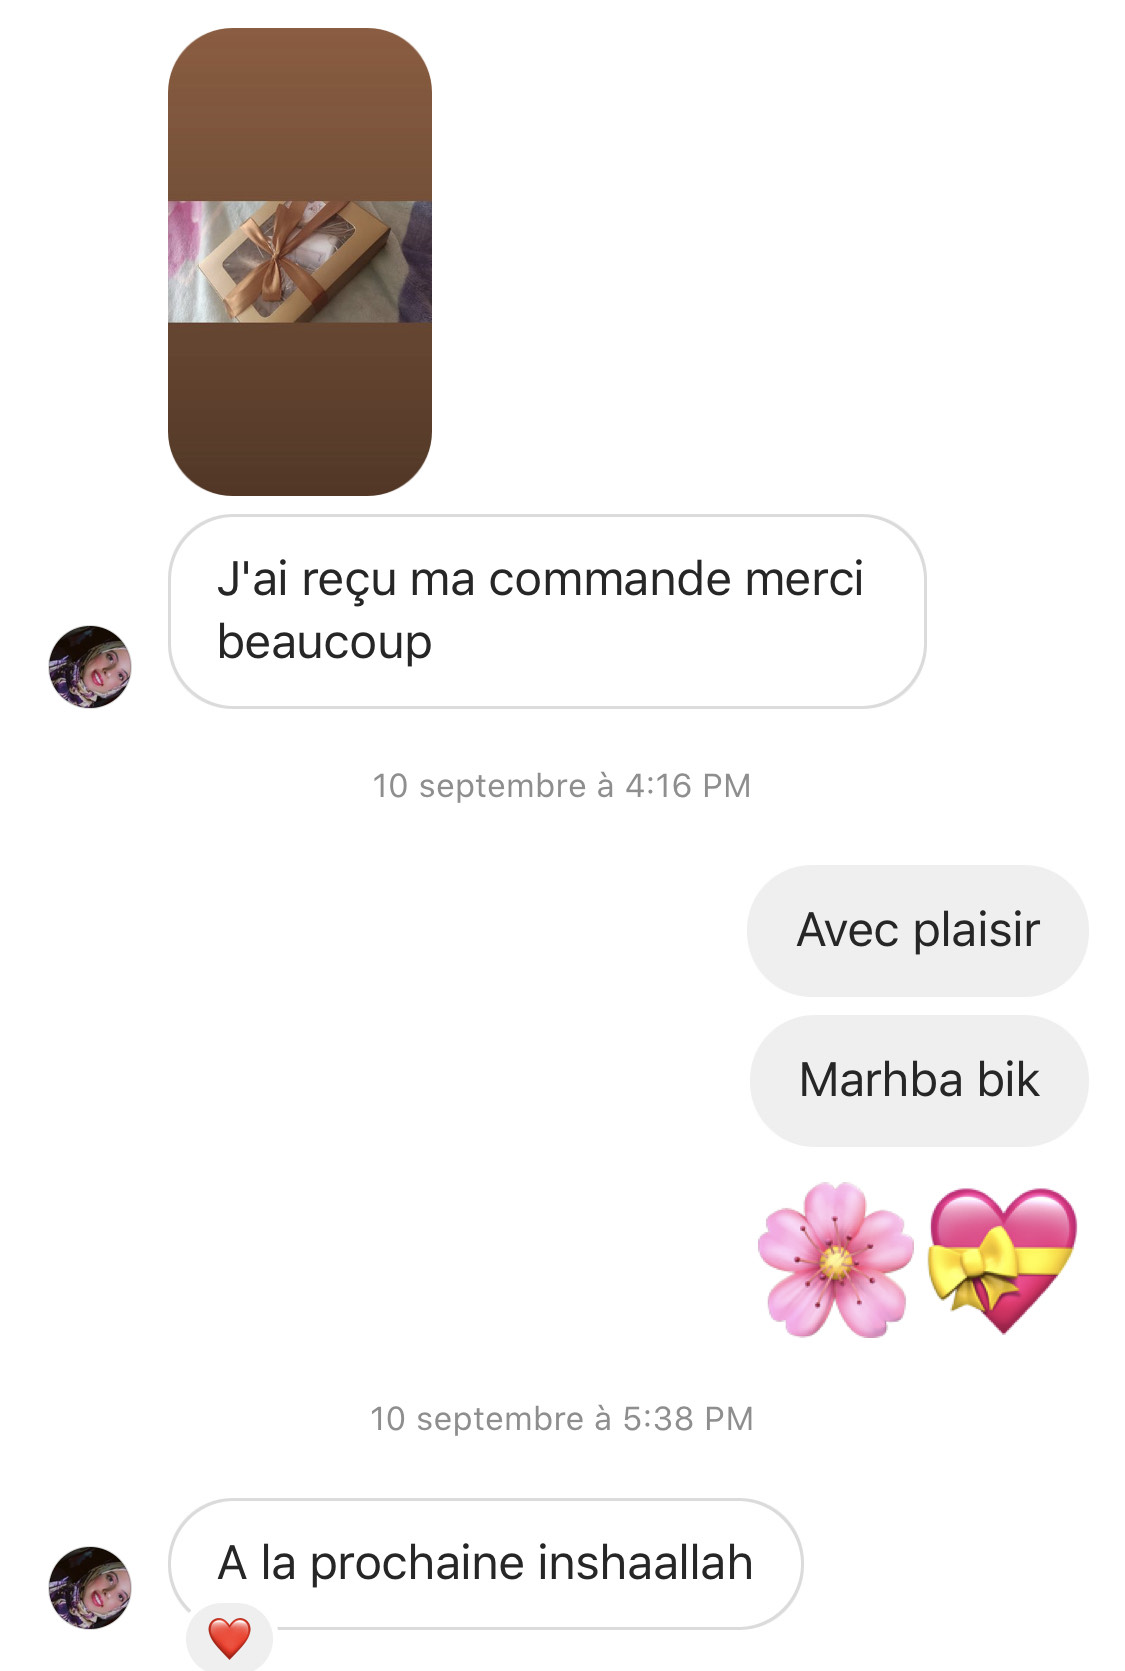 J'ai reçu ma commande merci
beaucoup
10 septembre à 4:16 PM
Avec plaisir
Marhba bik
🌸💝
10 septembre à 5:38 PM
A la prochaine inshaallah
❤️